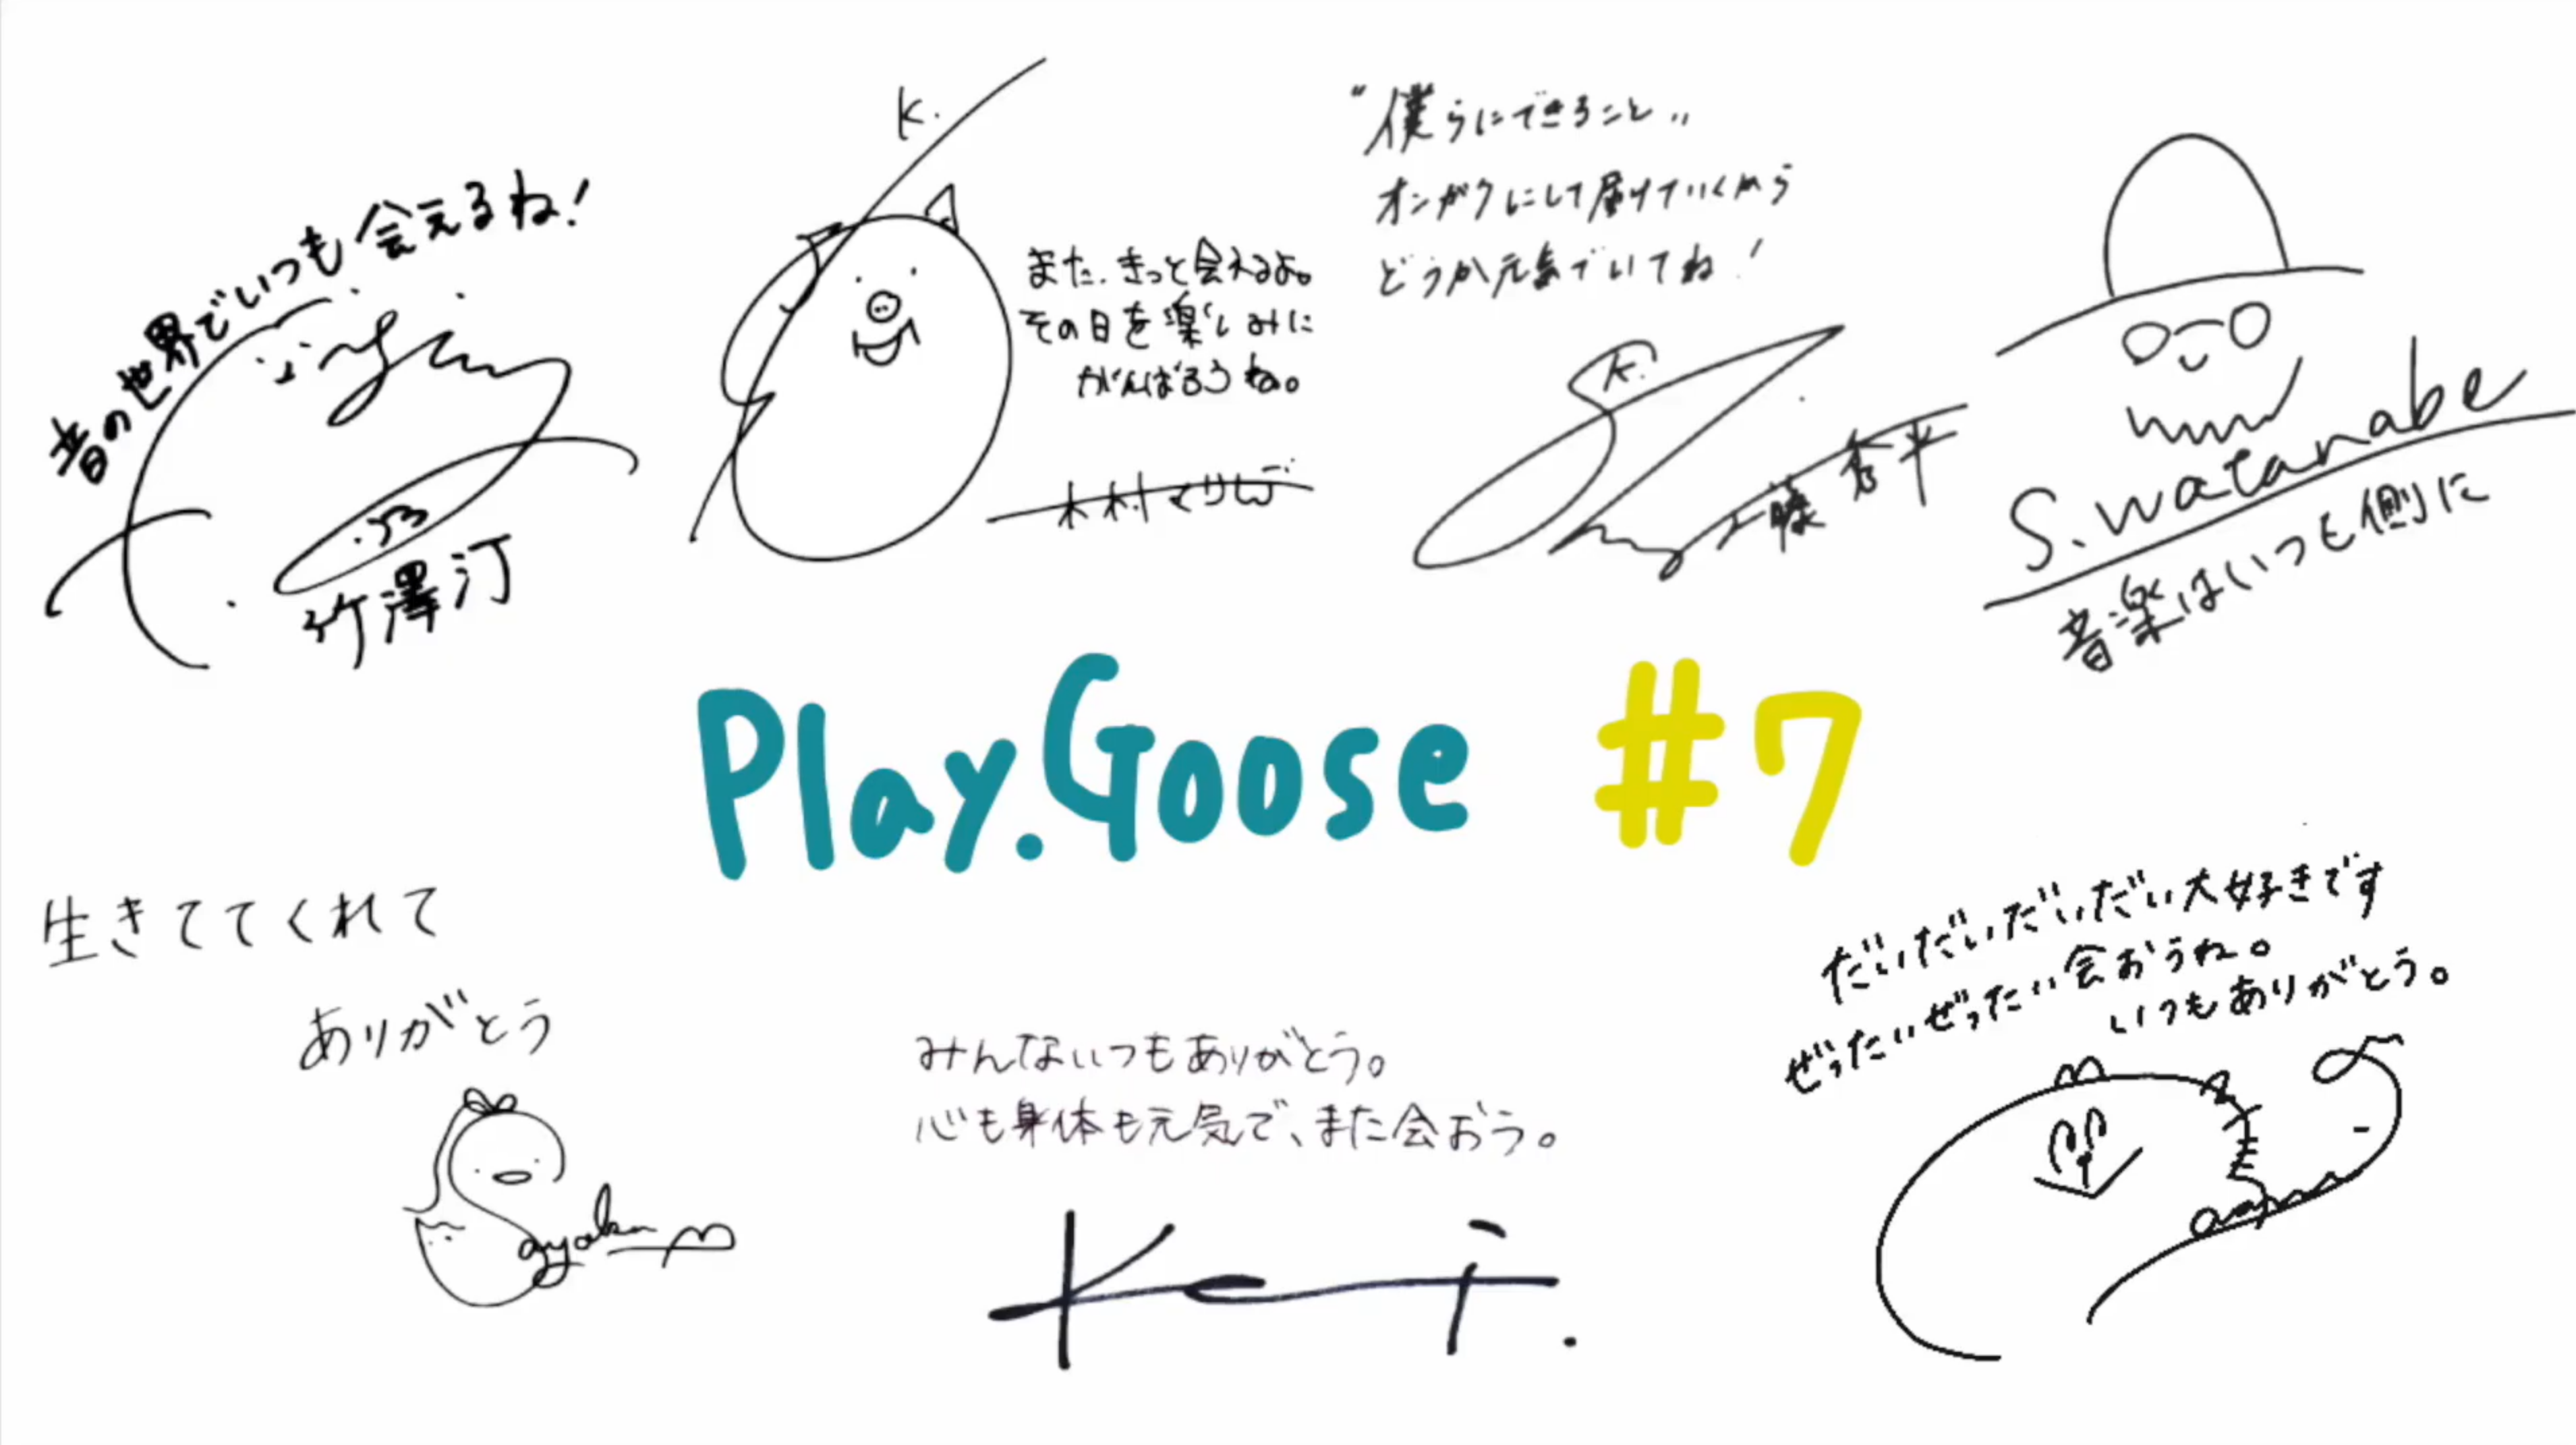 音の世界でいつも会えるね!
竹澤汀
K.
また、きっと会えるよ。
その日を楽しみに
がんばろうね。
木村まりん
"僕らにできること"
オンガクにして届けていくから
どうか元気でいてね!
K.
工藤秀平
S.watanabe
音楽はいつも側に
Play.Goose #7
生きててくれて
ありがとう
ayaka
みんないつもありがとう。
心も身体も元気で、また会おう。
Kei.
だいだいだいだい大好きです
ぜったいぜったい会おうね。
いつもありがとう。